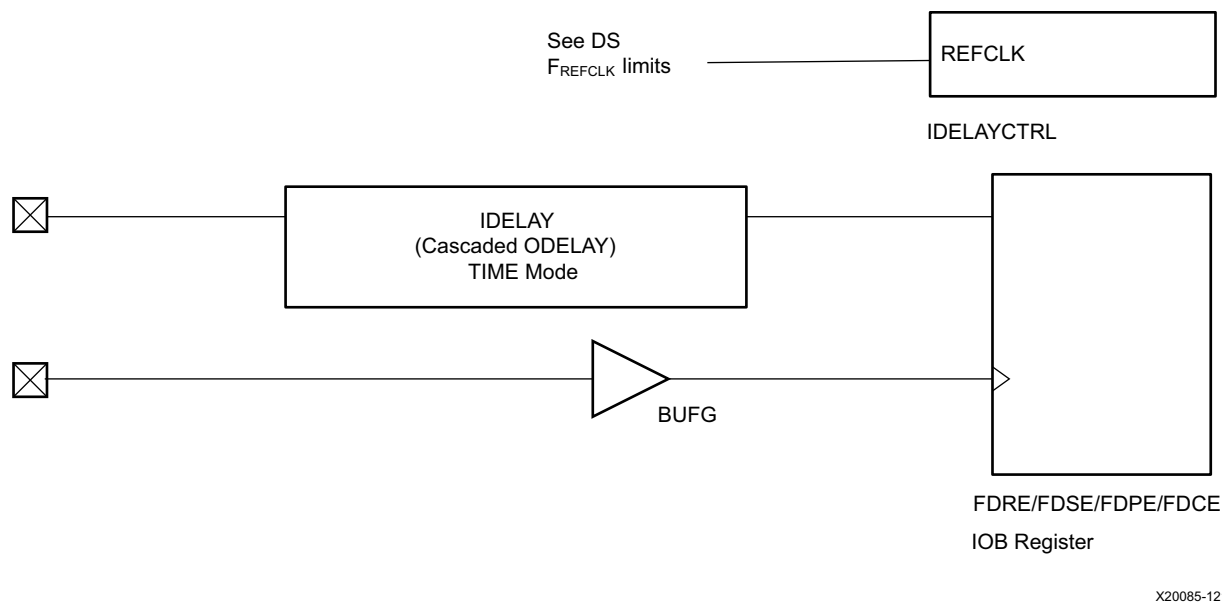 See DS
FREFCLK limits
REFCLK
IDELAYCTRL
IDELAY
(Cascaded ODELAY)
TIME Mode
BUFG
FDRE/FDSE/FDPE/FDCE
IOB Register
X20085-12